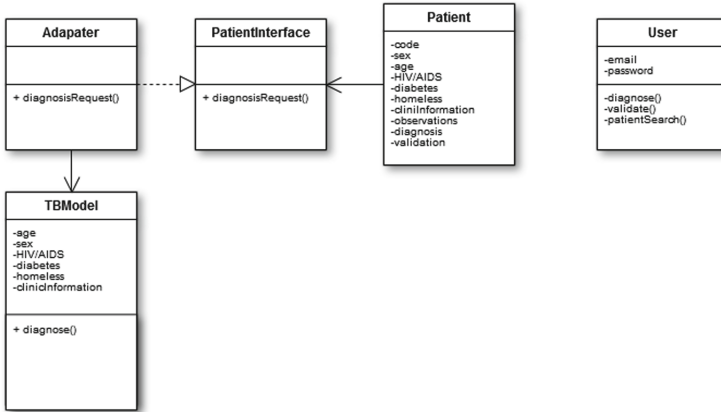 Adapater
+ diagnosisRequest()
PatientInterface
+ diagnosisRequest()
Patient
-code
-sex
-age
-HIV/AIDS
-diabetes
-homeless
-cliniInformation
-observations
-diagnosis
-validation
User
-email
-password
-diagnose()
-validate()
-patientSearch()
TBModel
-age
-sex
-HIV/AIDS
-diabetes
-homeless
-clinicInformation
+ diagnose()